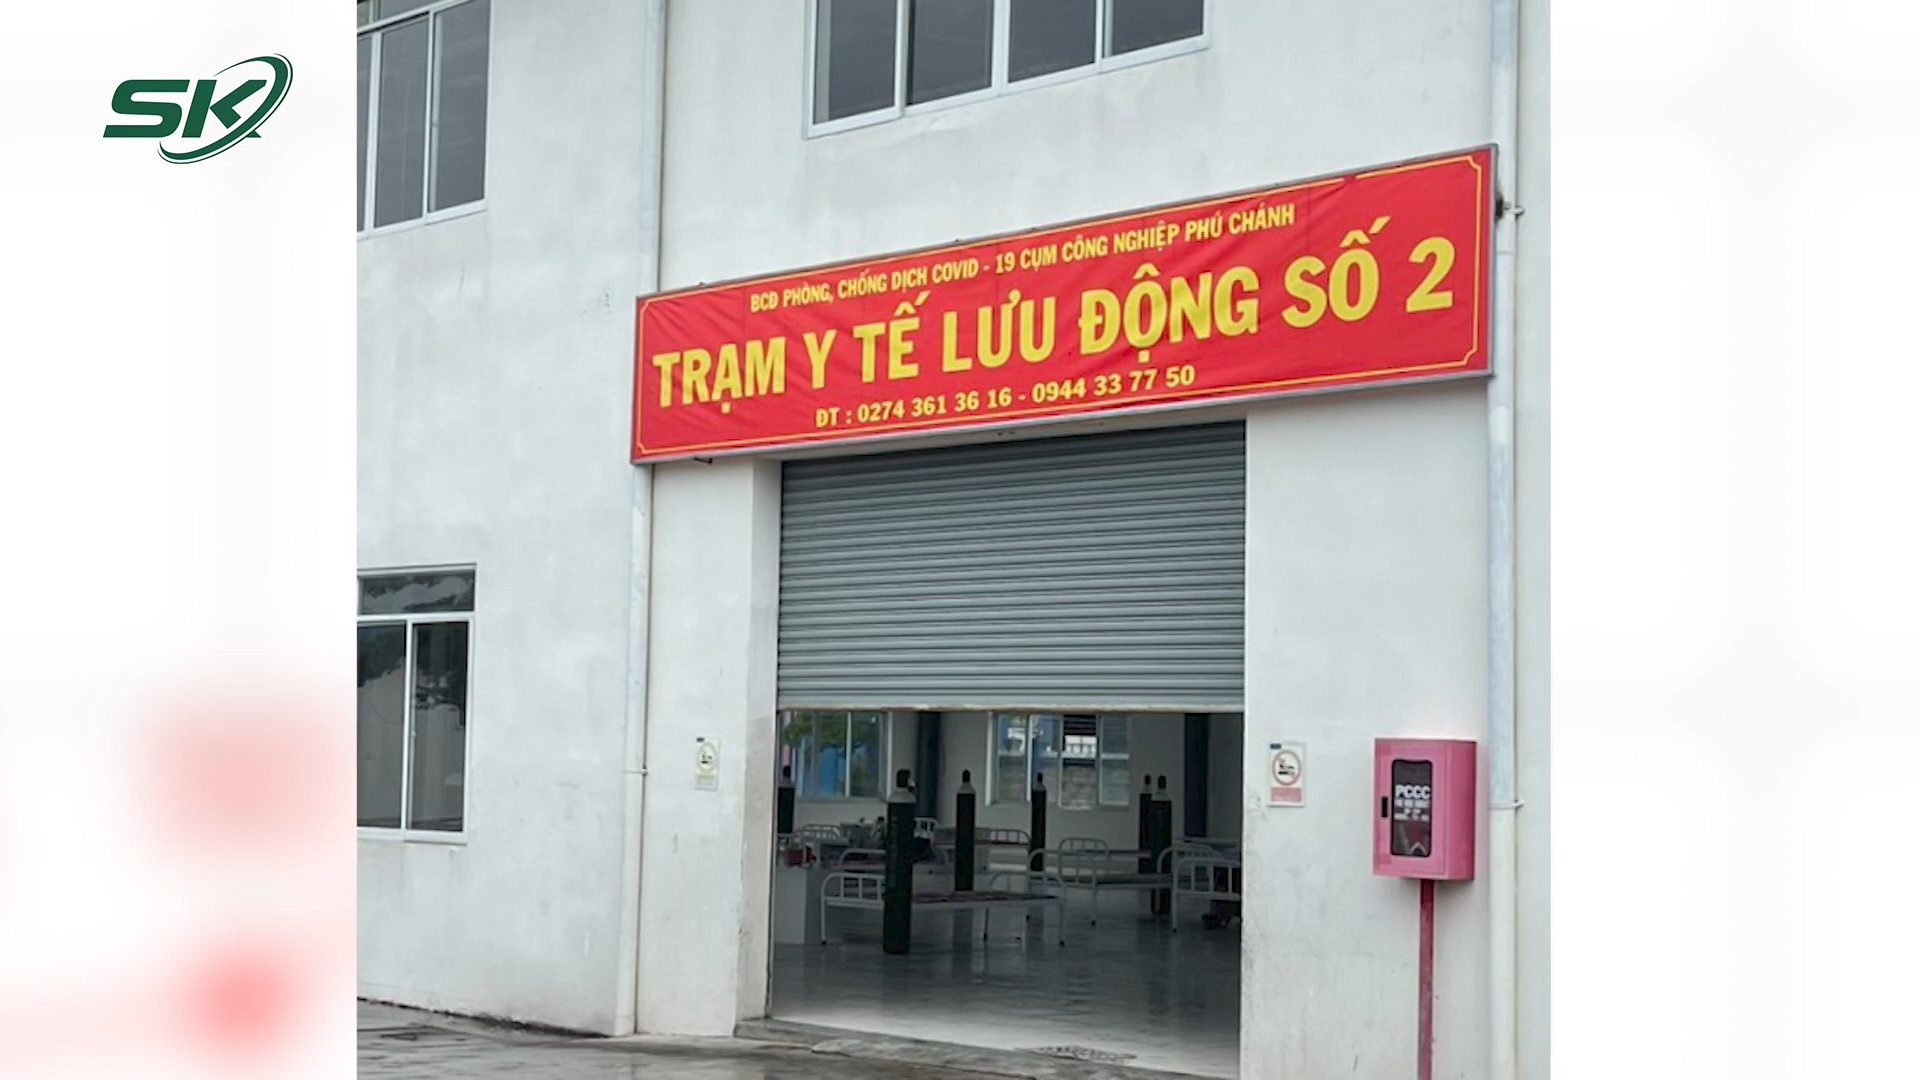 SK
BCĐ PHÒNG, CHỐNG DỊCH COVID - 19 CỤM CÔNG NGHIỆP PHÚ CHÁNH
TRẠM Y TẾ LƯU ĐỘNG SỐ 2
ĐT : 0274 361 36 16 - 0944 33 77 50
PCCC